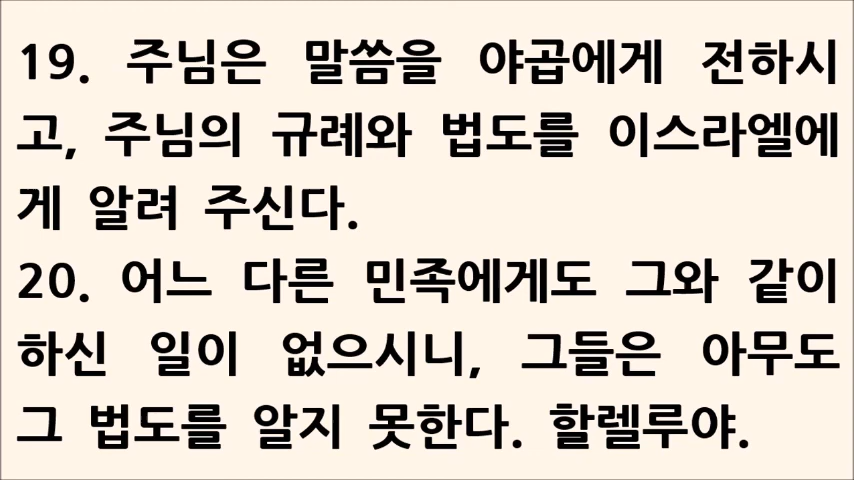 19. 주님은 말씀을 야곱에게 전하시
고, 주님의 규례와 법도를 이스라엘에
게 알려 주신다.
20. 어느 다른 민족에게도 그와 같이
하신 일이 없으시니, 그들은 아무도
그 법도를 알지 못한다. 할렐루야.